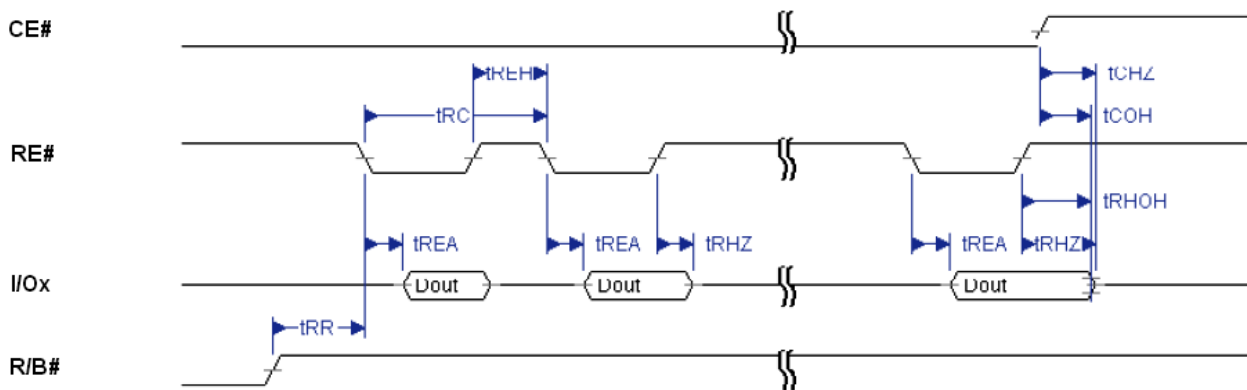 CE#
tREH
tCHZ
tRC
tCOH
RE#
tRHOH
tREA
tREA
tRHZ
tREA
tRHZ
I/Ox
Dout
Dout
Dout
tRR
R/B#